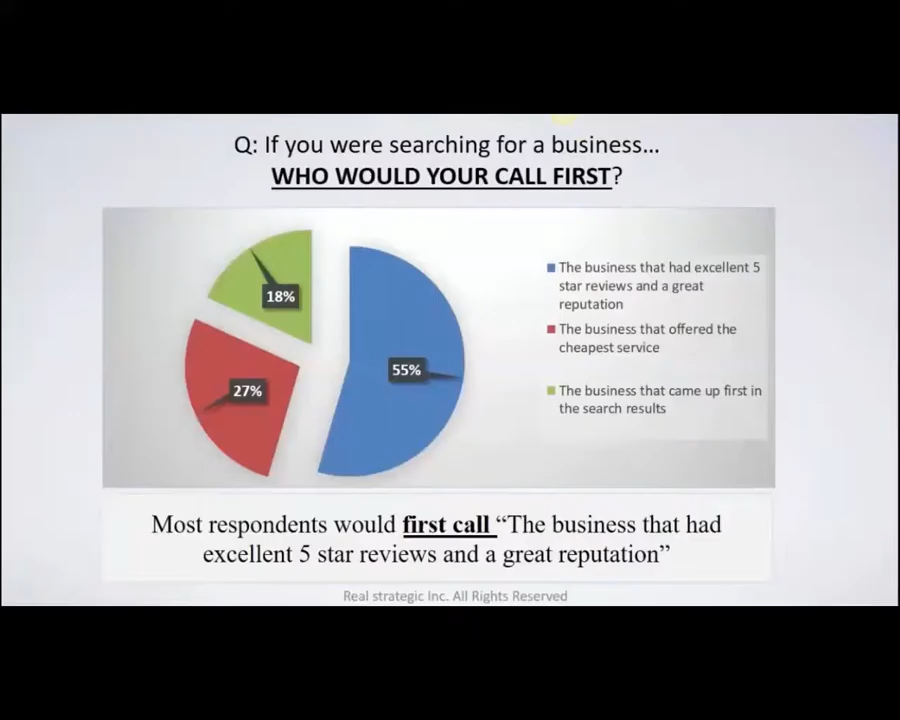 Q: If you were searching for a business...
WHO WOULD YOUR CALL FIRST?
18%
55%
27%
The business that had excellent 5
star reviews and a great
reputation
The business that offered the
cheapest service
The business that came up first in
the search results
Most respondents would first call “The business that had
excellent 5 star reviews and a great reputation”
Real strategic Inc. All Rights Reserved